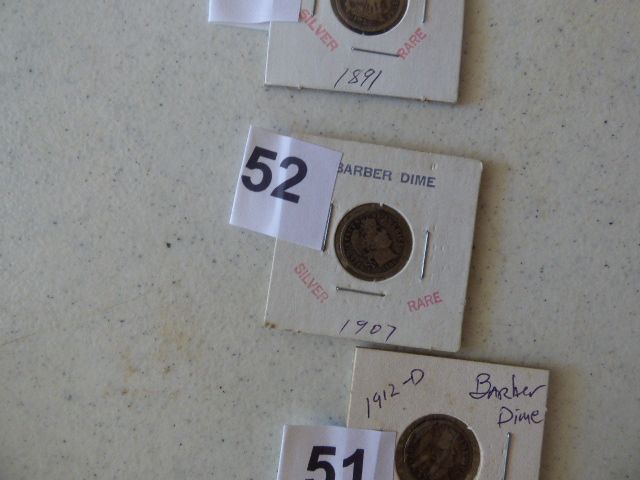 SILVER RARE
1891
52
BARBER DIME
SILVER RARE
1907
1912-D Barber
Dime
51